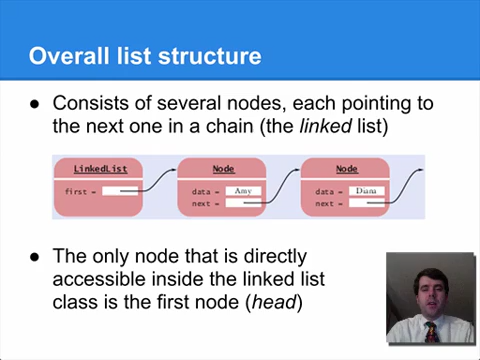 Overall list structure
● Consists of several nodes, each pointing to
the next one in a chain (the linked list)
LinkedList
first =
Node
data = Amy
next =
Node
data = Diana
next =
● The only node that is directly
accessible inside the linked list
class is the first node (head)